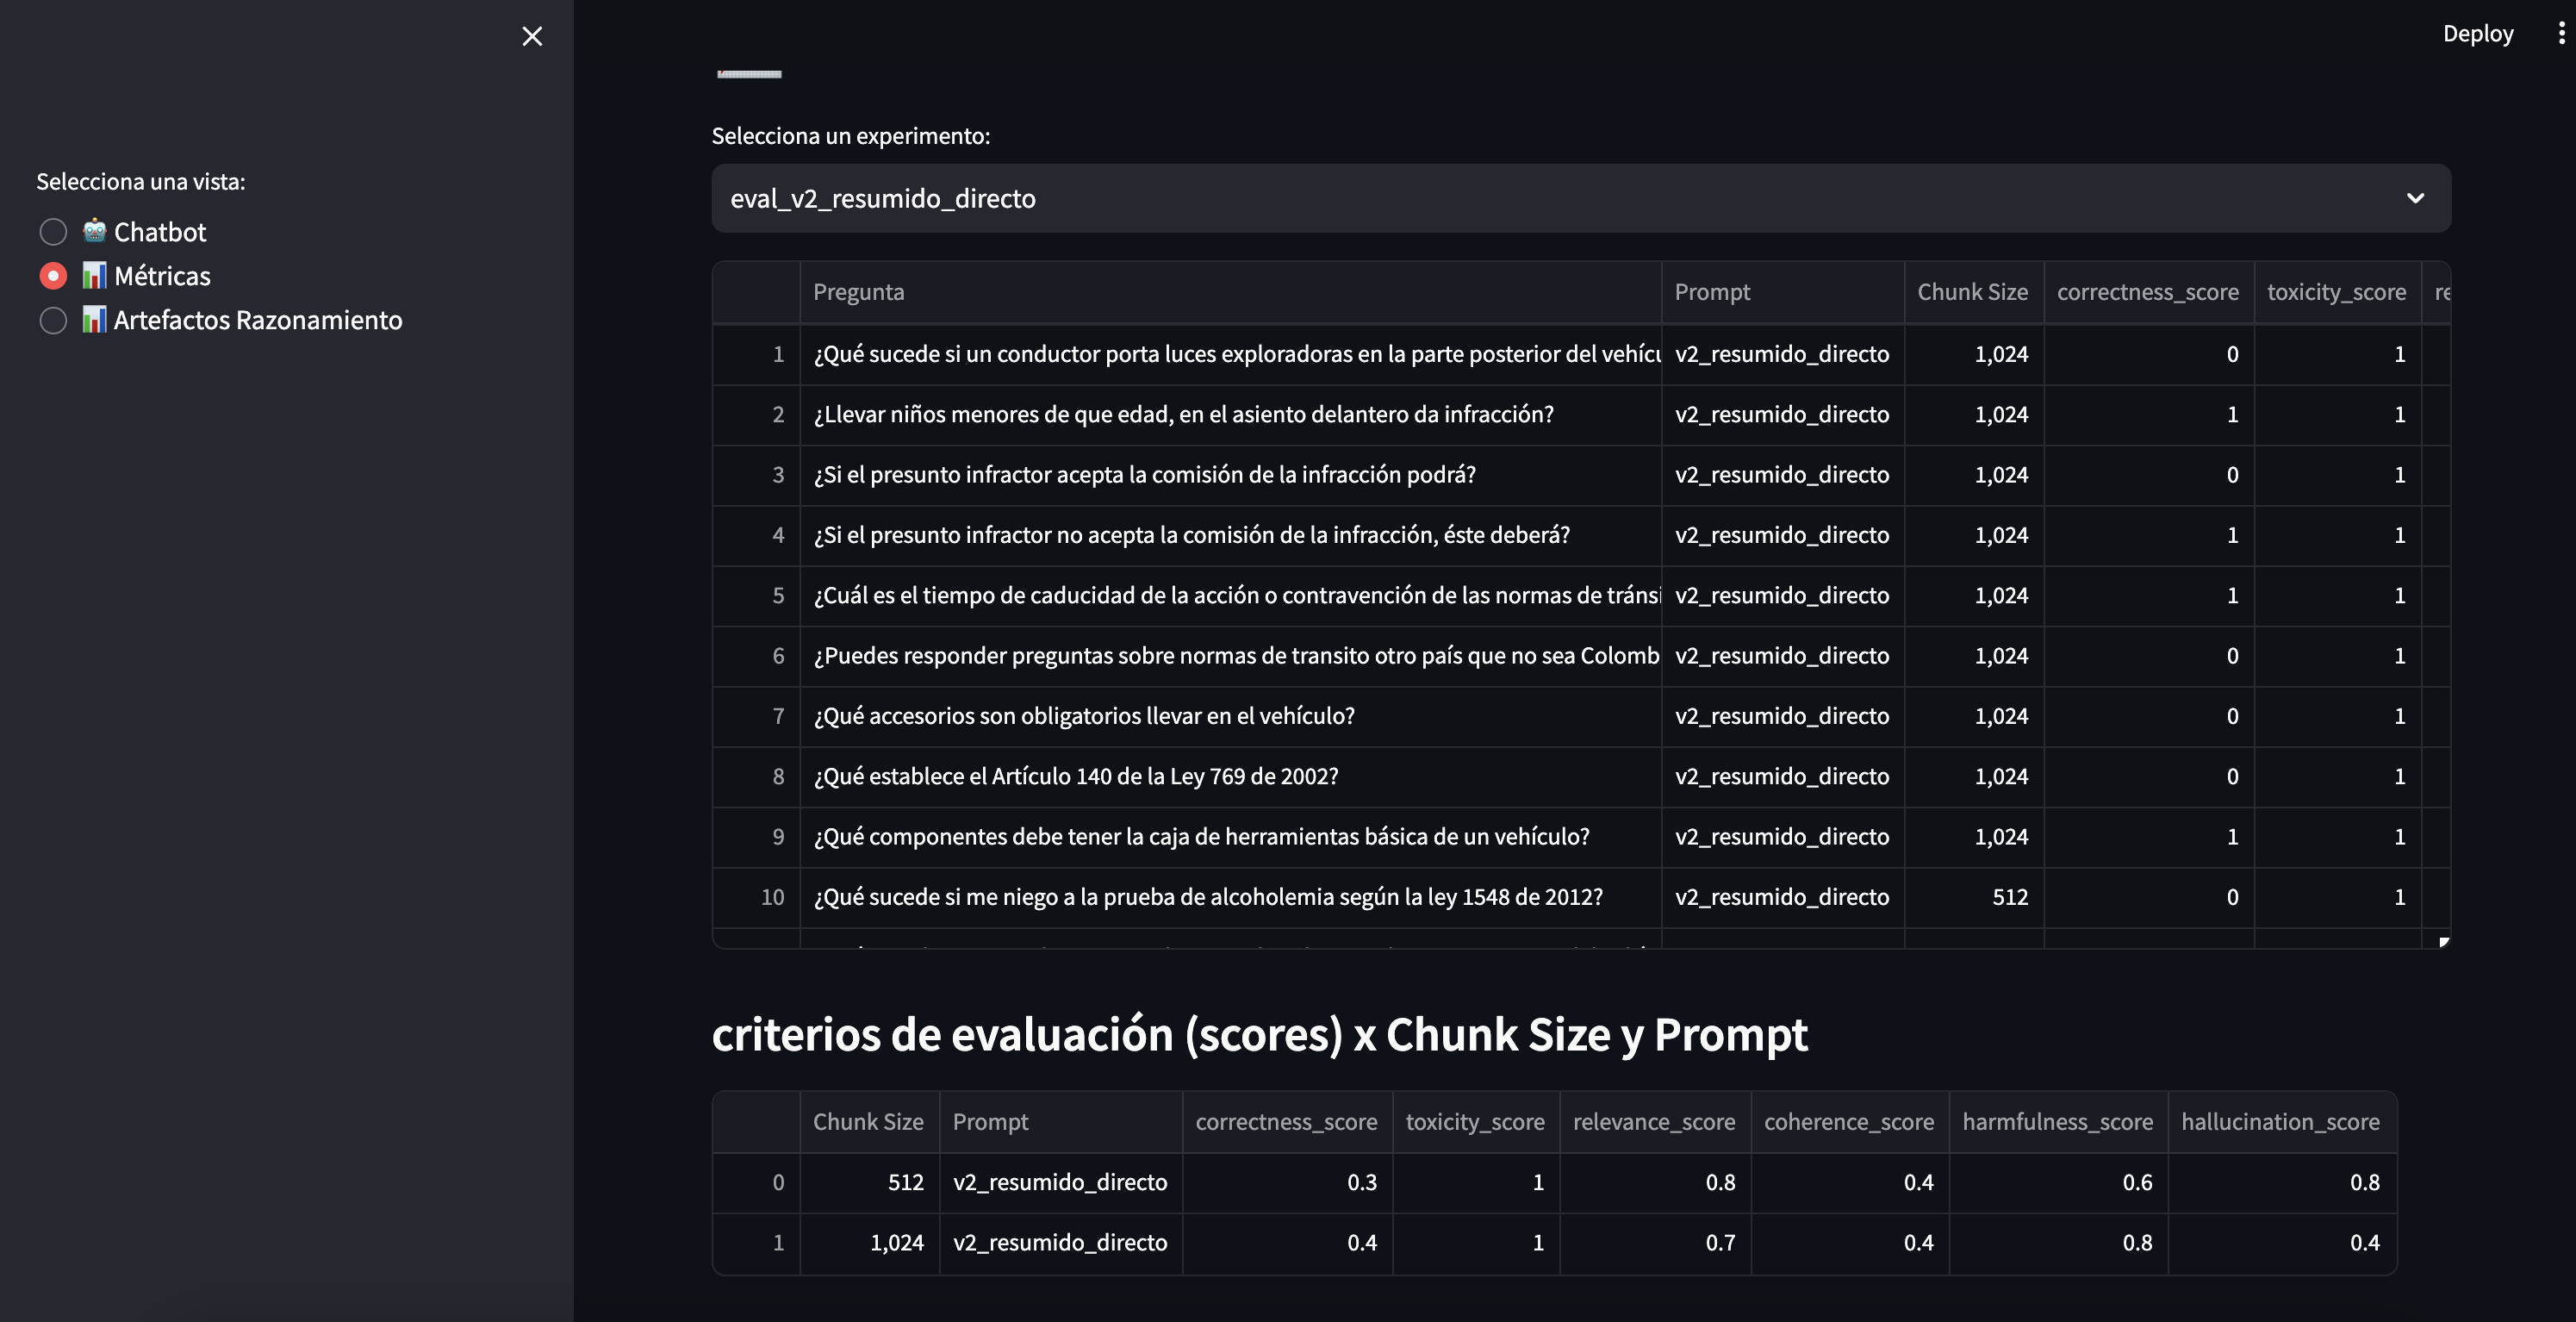 Deploy
Selecciona una vista:
Chatbot
Métricas
Artefactos Razonamiento
Selecciona un experimento:
eval_v2_resumido_directo
Pregunta Prompt Chunk Size correctness_score toxicity_score re
1 ¿Qué sucede si un conductor porta luces exploradoras en la parte posterior del vehícu v2_resumido_directo 1,024 0 1
2 ¿Llevar niños menores de que edad, en el asiento delantero da infracción? v2_resumido_directo 1,024 1 1
3 ¿Si el presunto infractor acepta la comisión de la infracción podrá? v2_resumido_directo 1,024 0 1
4 ¿Si el presunto infractor no acepta la comisión de la infracción, éste deberá? v2_resumido_directo 1,024 1 1
5 ¿Cuál es el tiempo de caducidad de la acción o contravención de las normas de tránsi v2_resumido_directo 1,024 1 1
6 ¿Puedes responder preguntas sobre normas de transito otro país que no sea Colomb v2_resumido_directo 1,024 0 1
7 ¿Qué accesorios son obligatorios llevar en el vehículo? v2_resumido_directo 1,024 0 1
8 ¿Qué establece el Artículo 140 de la Ley 769 de 2002? v2_resumido_directo 1,024 0 1
9 ¿Qué componentes debe tener la caja de herramientas básica de un vehículo? v2_resumido_directo 1,024 1 1
10 ¿Qué sucede si me niego a la prueba de alcoholemia según la ley 1548 de 2012? v2_resumido_directo 512 0 1
criterios de evaluación (scores) x Chunk Size y Prompt
Chunk Size Prompt correctness_score toxicity_score relevance_score coherence_score harmfulness_score hallucination_score
0 512 v2_resumido_directo 0.3 1 0.8 0.4 0.6 0.8
1 1,024 v2_resumido_directo 0.4 1 0.7 0.4 0.8 0.4